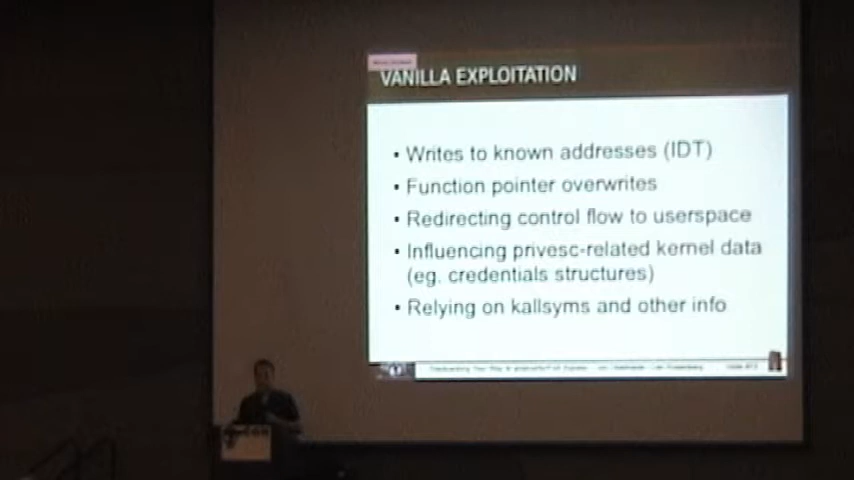 VANILLA EXPLOITATION
• Writes to known addresses (IDT)
• Function pointer overwrites
• Redirecting control flow to userspace
• Influencing privesc-related kernel data
(eg. credentials structures)
• Relying on kallsyms and other info